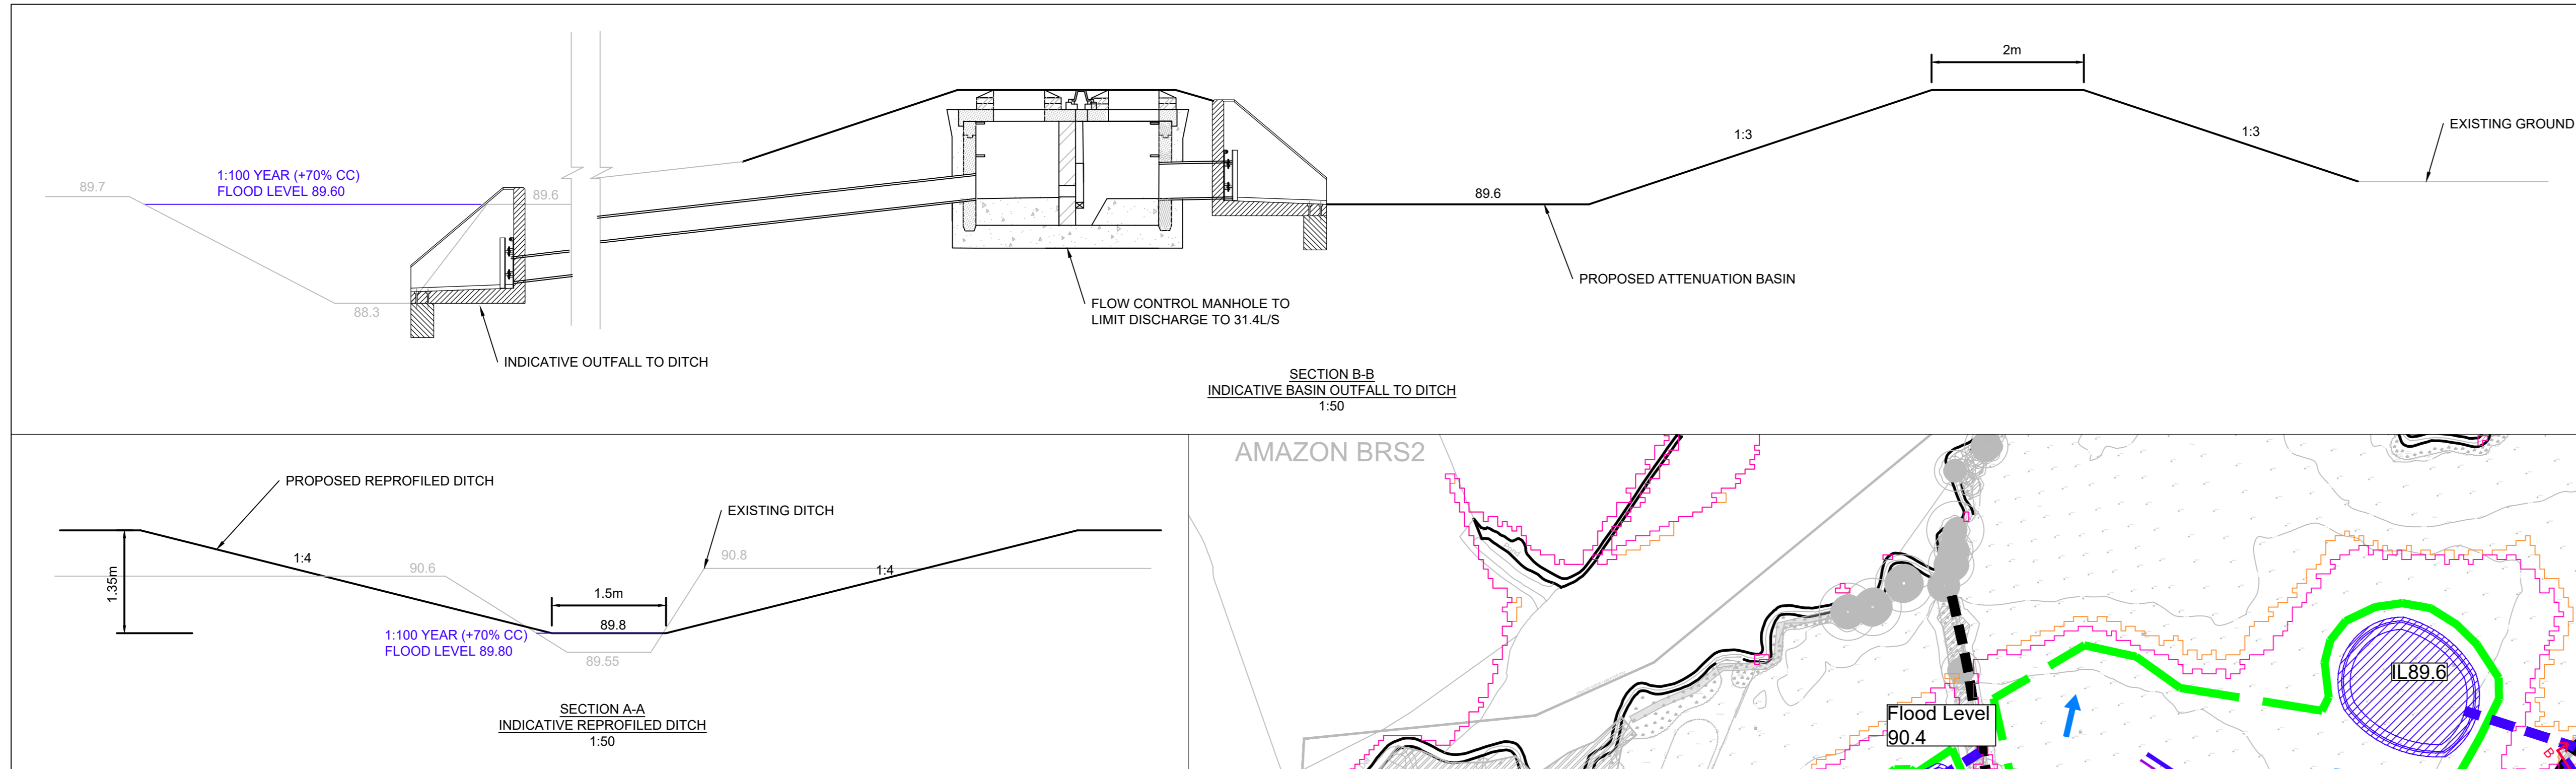 2m
1:3
1:3
EXISTING GROUND
1:100 YEAR (+70% CC)
FLOOD LEVEL 89.60
89.7
89.6
89.6
88.3
PROPOSED ATTENUATION BASIN
FLOW CONTROL MANHOLE TO
LIMIT DISCHARGE TO 31.4L/S
INDICATIVE OUTFALL TO DITCH
SECTION B-B
INDICATIVE BASIN OUTFALL TO DITCH
1:50
PROPOSED REPROFILED DITCH
EXISTING DITCH
1:4
90.6
90.8
1:4
1.35m
1.5m
89.8
1:100 YEAR (+70% CC)
FLOOD LEVEL 89.80
89.55
SECTION A-A
INDICATIVE REPROFILED DITCH
1:50
AMAZON BRS2
IL89.6
Flood Level
90.4
B